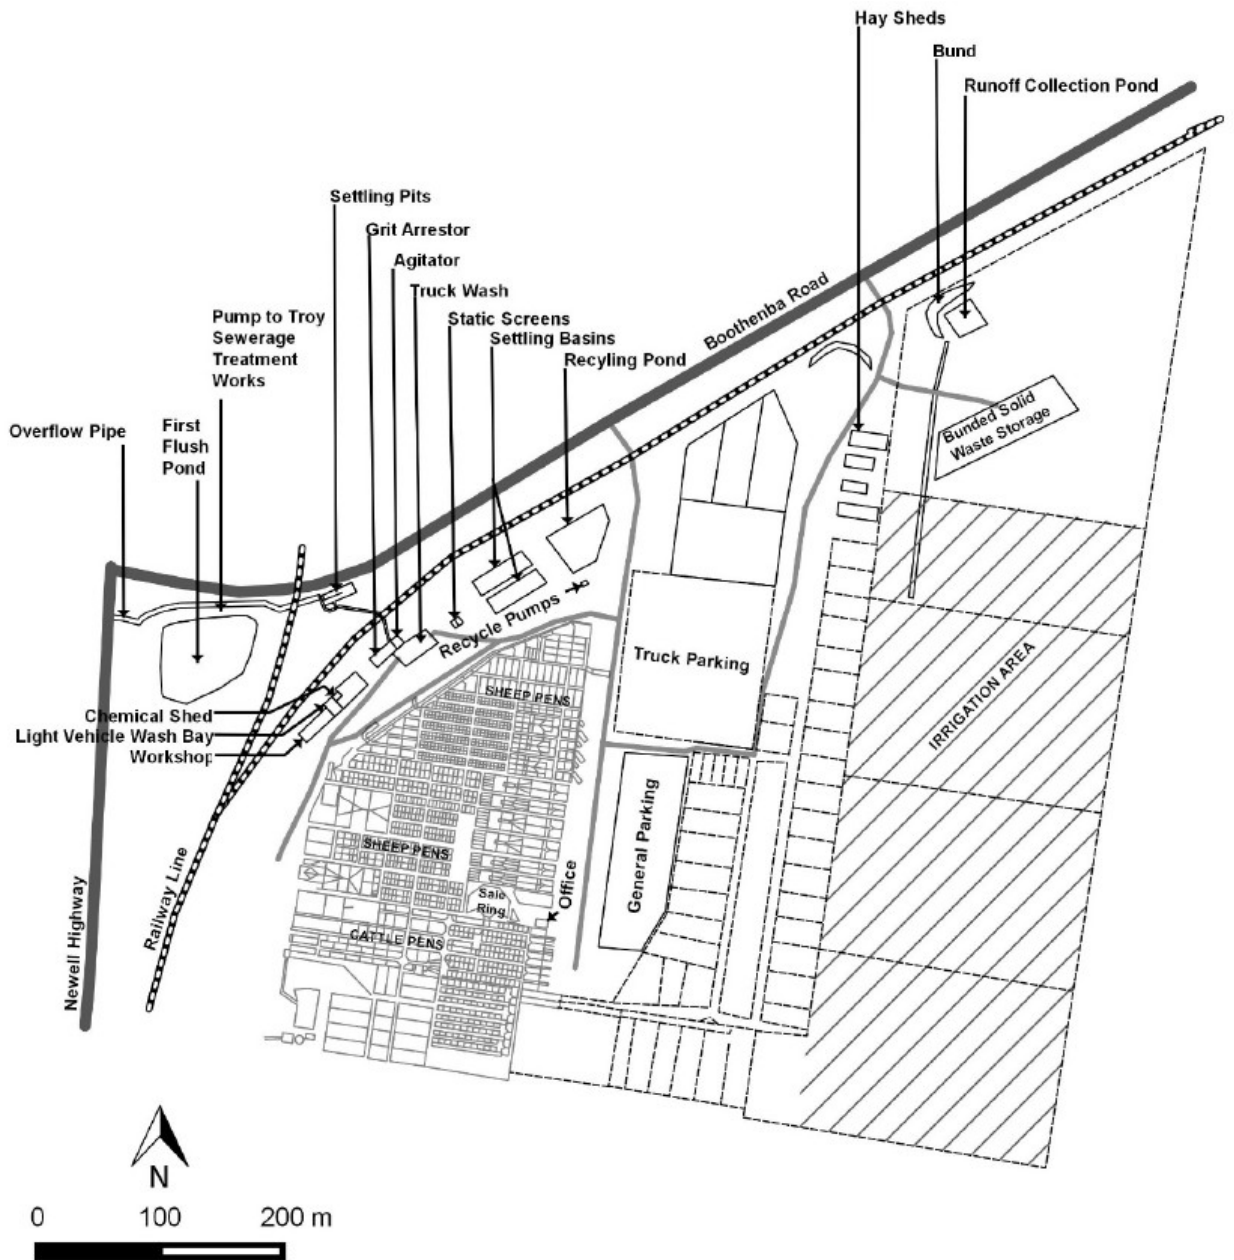 Hay Sheds
Bund
Runoff Collection Pond
Settling Pits
Grit Arrestor
Agitator
Truck Wash
Static Screens
Settling Basins
Recyling Pond
Boothenba Road
Pump to Troy
Sewerage
Treatment
Works
Overflow Pipe
First
Flush
Pond
Bunded Solid
Waste Storage
Recycle Pumps
Truck Parking
IRRIGATION AREA
SHEEP PENS
Chemical Shed
Light Vehicle Wash Bay
Workshop
General Parking
SHEEP PENS
Sale
Ring
Office
CATTLE PENS
Railway Line
Newell Highway
N
0 100 200 m